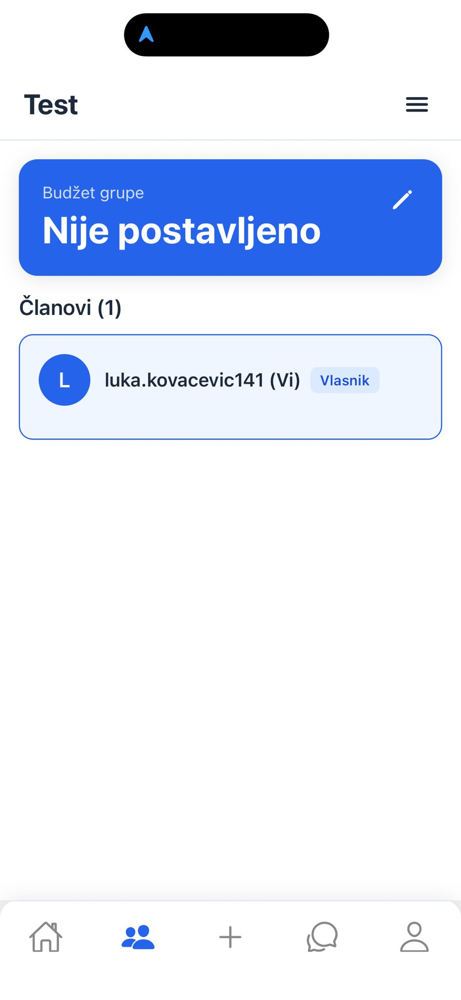 Test
Budžet grupe
Nije postavljeno
Članovi (1)
L
luka.kovacevic141 (Vi)
Vlasnik